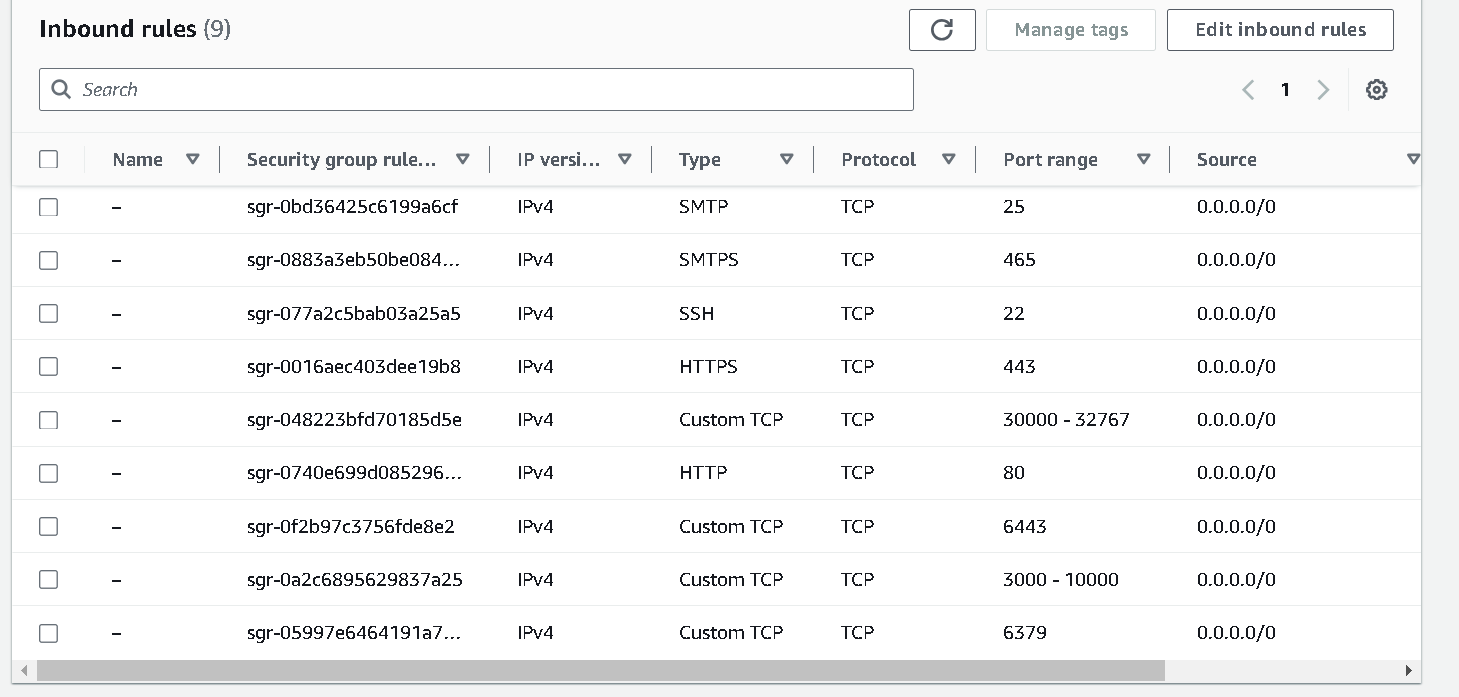 Inbound rules (9)
Manage tags
Edit inbound rules
Search
1
Name Security group rule... IP versi... Type Protocol Port range Source
– sgr-0bd36425c6199a6cf IPv4 SMTP TCP 25 0.0.0.0/0
– sgr-0883a3eb50be084... IPv4 SMTPS TCP 465 0.0.0.0/0
– sgr-077a2c5bab03a25a5 IPv4 SSH TCP 22 0.0.0.0/0
– sgr-0016aec403dee19b8 IPv4 HTTPS TCP 443 0.0.0.0/0
– sgr-048223bfd70185d5e IPv4 Custom TCP TCP 30000 - 32767 0.0.0.0/0
– sgr-0740e699d085296... IPv4 HTTP TCP 80 0.0.0.0/0
– sgr-0f2b97c3756fde8e2 IPv4 Custom TCP TCP 6443 0.0.0.0/0
– sgr-0a2c6895629837a25 IPv4 Custom TCP TCP 3000 - 10000 0.0.0.0/0
– sgr-05997e6464191a7... IPv4 Custom TCP TCP 6379 0.0.0.0/0